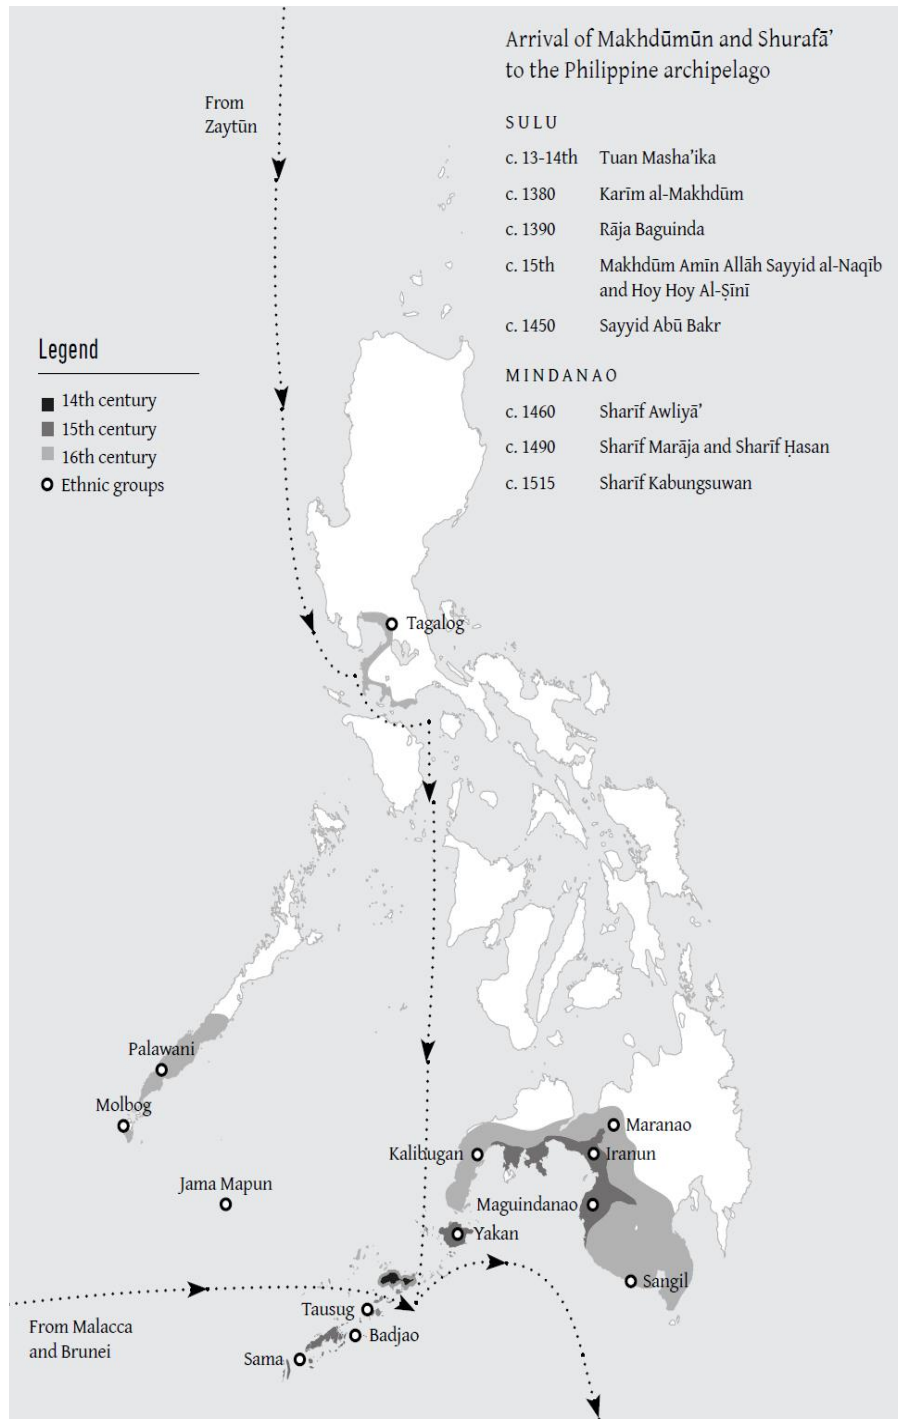 Arrival of Makhdūmūn and Shurafā’
to the Philippine archipelago
SULU
c. 13-14th Tuan Masha’ika
c. 1380 Karīm al-Makhdūm
c. 1390 Rāja Baguinda
c. 15th Makhdūm Amīn Allāh Sayyid al-Naqīb
and Hoy Hoy Al-Ṣīnī
c. 1450 Sayyid Abū Bakr
MINDANAO
c. 1460 Sharīf Awliyā’
c. 1490 Sharīf Marāja and Sharīf Ḥasan
c. 1515 Sharīf Kabungsuwan
From
Zaytūn
Legend
14th century
15th century
16th century
Ethnic groups
Tagalog
Palawani
Molbog
Jama Mapun
Kalibugan
Maranao
Iranun
Maguindanao
Yakan
Sangil
Tausug
Badjao
Sama
From Malacca
and Brunei